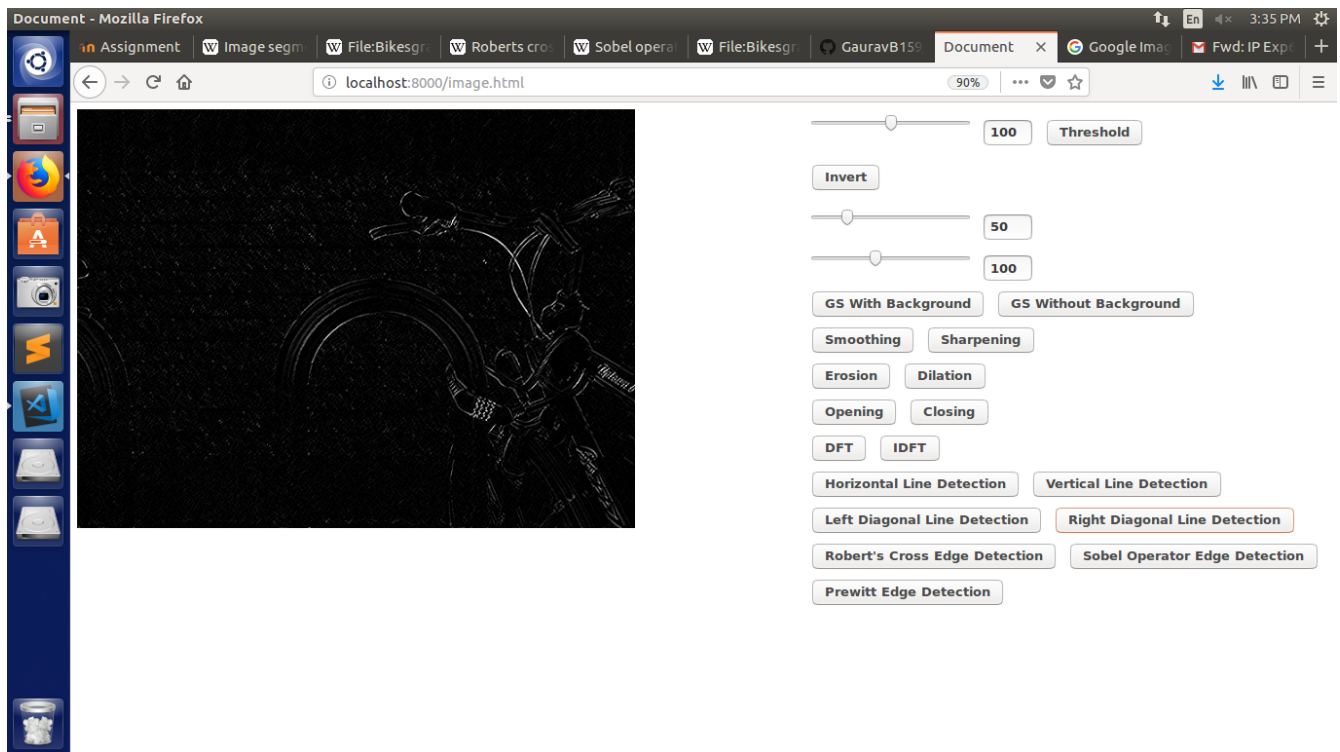 Document - Mozilla Firefox
En
3:35 PM
Assignment
Image segm
File:Bikesgra
Roberts cros
Sobel operat
File:Bikesgra
GauravB159
Document
Google Imag
Fwd: IP Expe
localhost:8000/image.html
90%
100
Threshold
Invert
50
100
GS With Background
GS Without Background
Smoothing
Sharpening
Erosion
Dilation
Opening
Closing
DFT
IDFT
Horizontal Line Detection
Vertical Line Detection
Left Diagonal Line Detection
Right Diagonal Line Detection
Robert's Cross Edge Detection
Sobel Operator Edge Detection
Prewitt Edge Detection